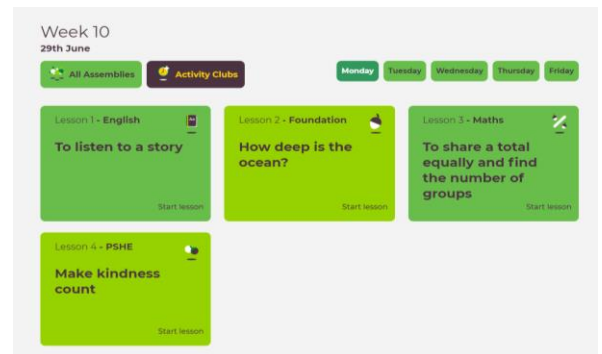 Week 10
29th June
All Assemblies
Activity Clubs
Monday
Tuesday
Wednesday
Thursday
Friday
Lesson 1 - English
To listen to a story
Start lesson
Lesson 2 - Foundation
How deep is the
ocean?
Start lesson
Lesson 3 - Maths
To share a total
equally and find
the number of
groups
Start lesson
Lesson 4 - PSHE
Make kindness
count
Start lesson